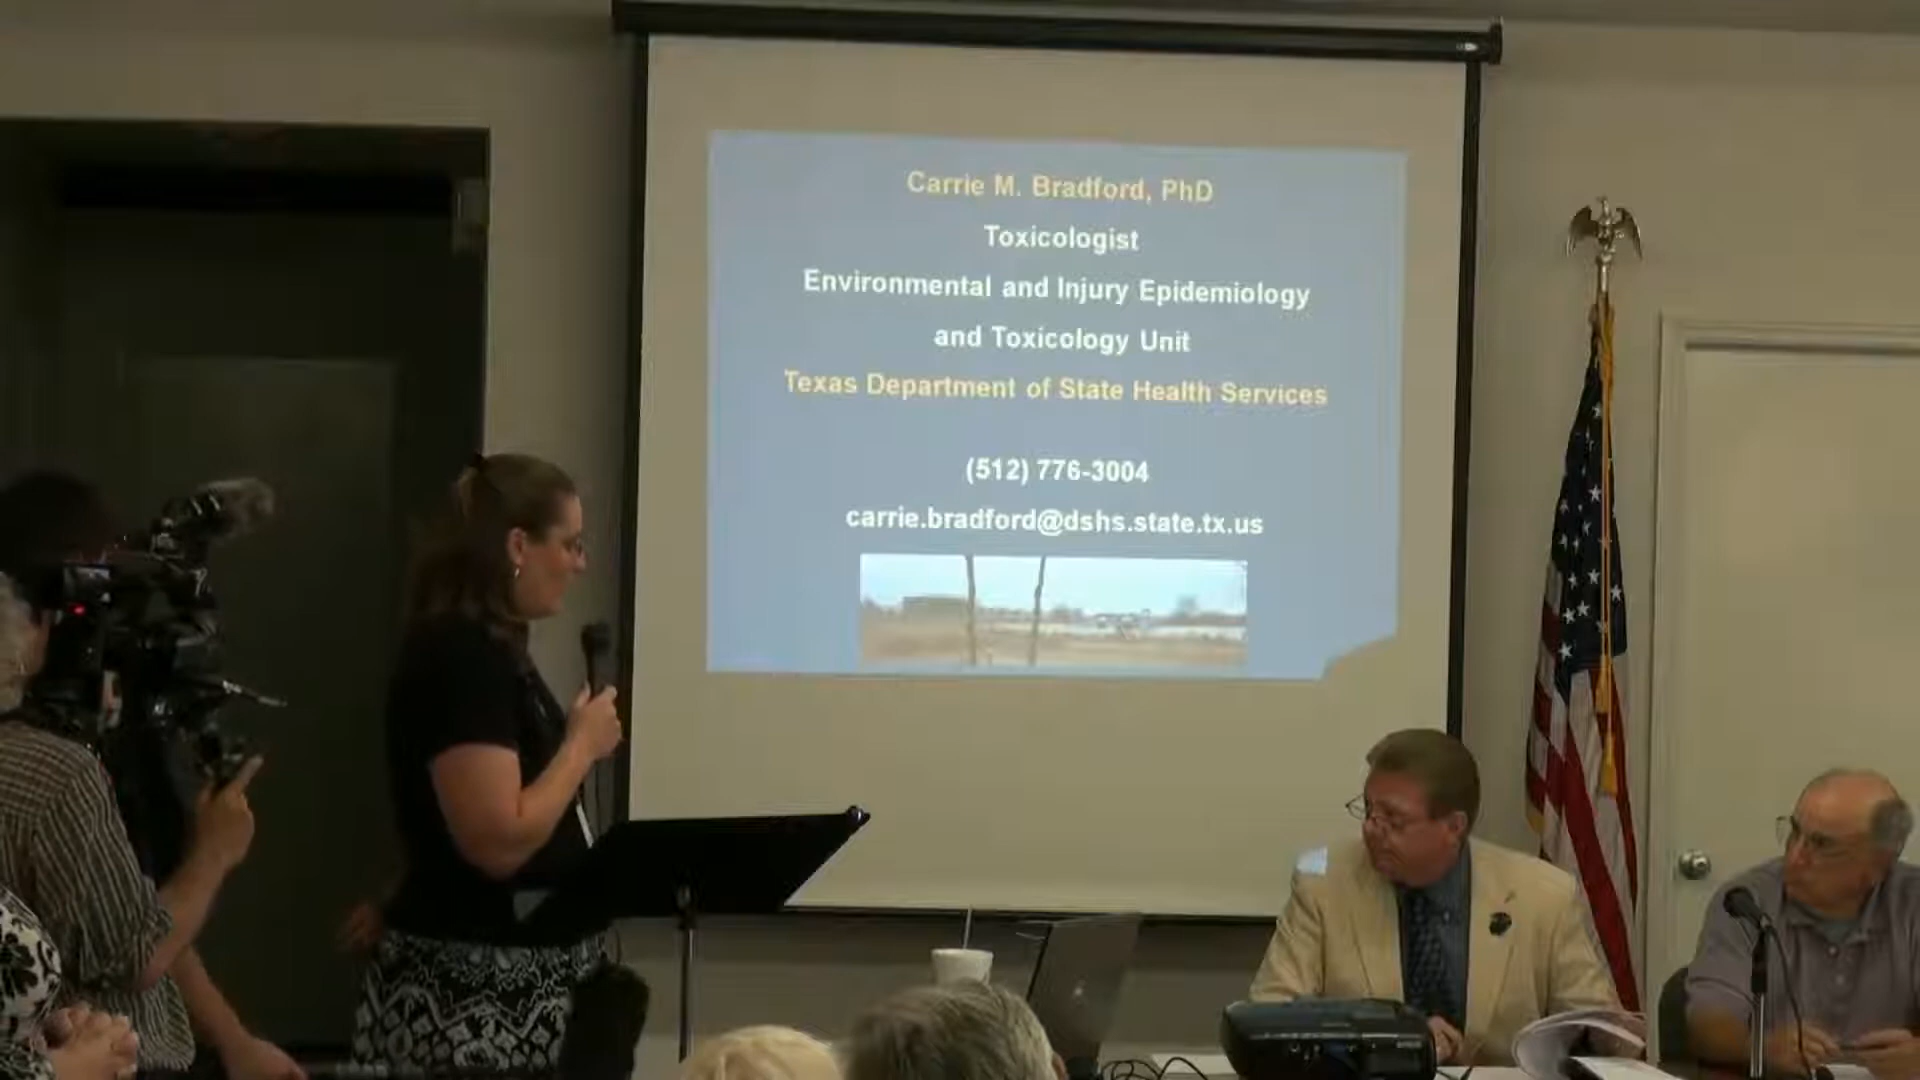 Carrie M. Bradford, PhD
Toxicologist
Environmental and Injury Epidemiology
and Toxicology Unit
Texas Department of State Health Services
(512) 776-3004
carrie.bradford@dshs.state.tx.us